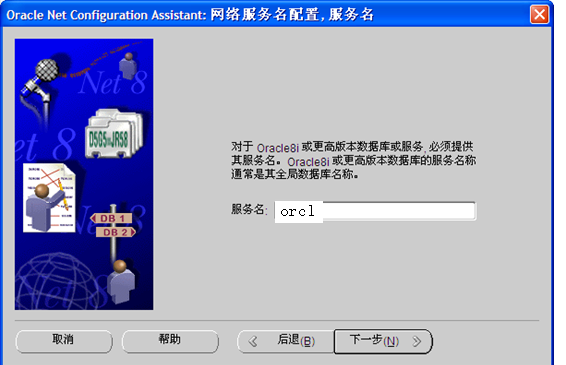 Oracle Net Configuration Assistant: 网络服务名配置, 服务名
Net 8
et 8
D5G5 JR58
DB 1
DB 2
对于 Oracle8i 或更高版本数据库或服务, 必须提供
其服务名。Oracle8i 或更高版本数据库的服务名称
通常是其全局数据库名称。
服务名: orcl
取消
帮助
后退(B)
下一步(N)